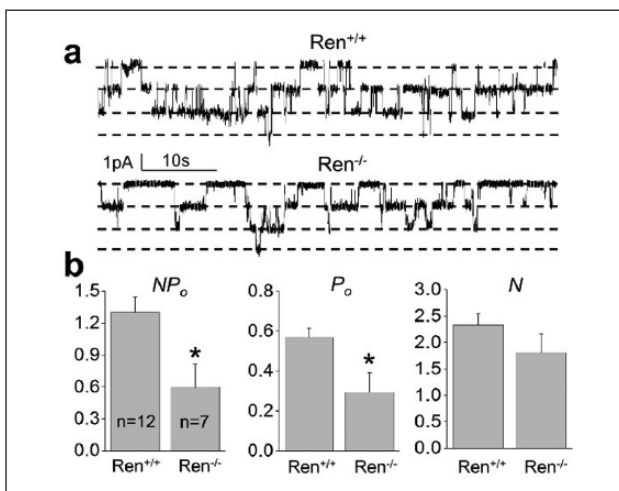 a
Ren+/+
1pA
10s
Ren-/-
b
NPo
Po
N
1.5
1.2
0.9
0.6
0.3
0.0
*
n=12
n=7
Ren+/+ Ren-/-
0.8
0.6
0.4
0.2
0.0
*
Ren+/+ Ren-/-
3.0
2.5
2.0
1.5
1.0
0.5
0.0
Ren+/+ Ren-/-